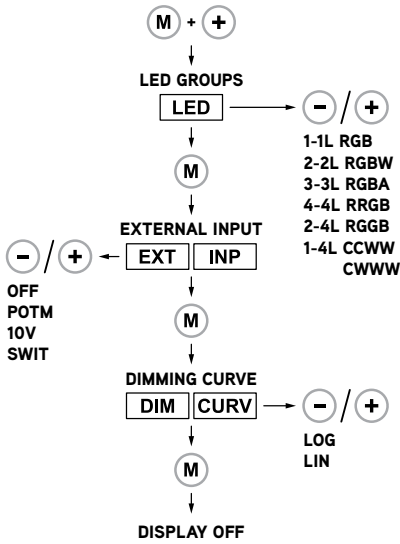 M + +
LED GROUPS
LED
- / +
1-1L RGB
2-2L RGBW
3-3L RGBA
4-4L RRGB
2-4L RGGB
1-4L CCWW
CWWW
M
EXTERNAL INPUT
- / +
EXT INP
OFF
POTM
10V
SWIT
M
DIMMING CURVE
DIM CURV
- / +
LOG
LIN
M
DISPLAY OFF